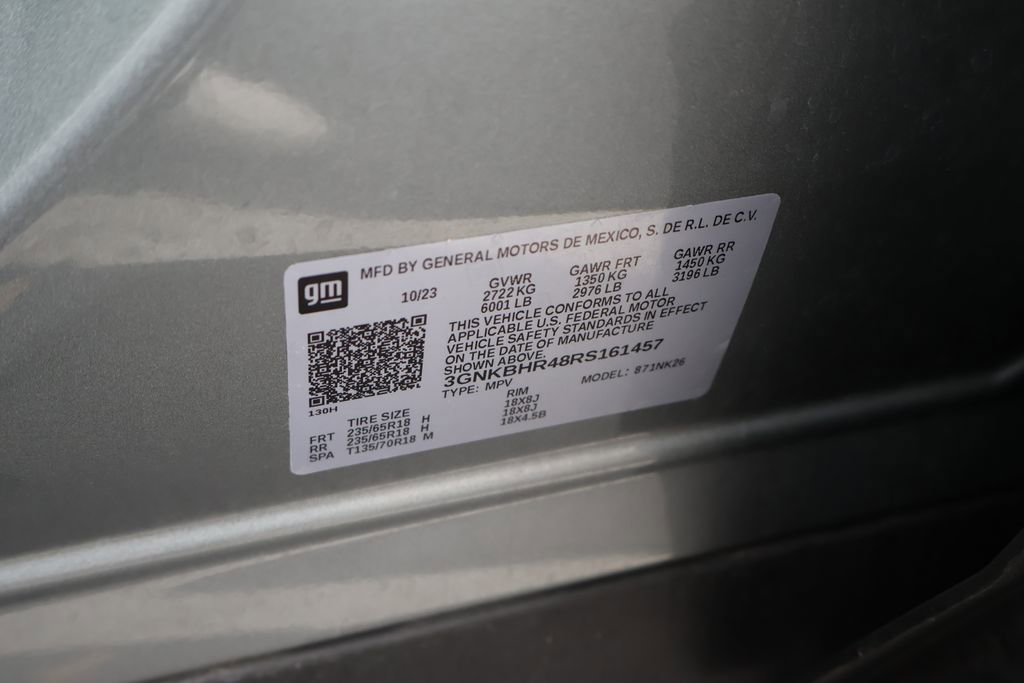 gm
MFD BY GENERAL MOTORS DE MEXICO, S. DE R.L. DE C.V.
10/23
GVWR
2722 KG
6001 LB
GAWR FRT
1350 KG
2976 LB
GAWR RR
1450 KG
3196 LB
THIS VEHICLE CONFORMS TO ALL
APPLICABLE U.S. FEDERAL MOTOR
VEHICLE SAFETY STANDARDS IN EFFECT
ON THE DATE OF MANUFACTURE
SHOWN ABOVE.
3GNKBHR48RS161457
TYPE: MPV
MODEL: 871NK26
130H
TIRE SIZE RIM
FRT 235/65R18 H 18X8J
RR 235/65R18 H 18X8J
SPA T135/70R18 M 18X4.5B